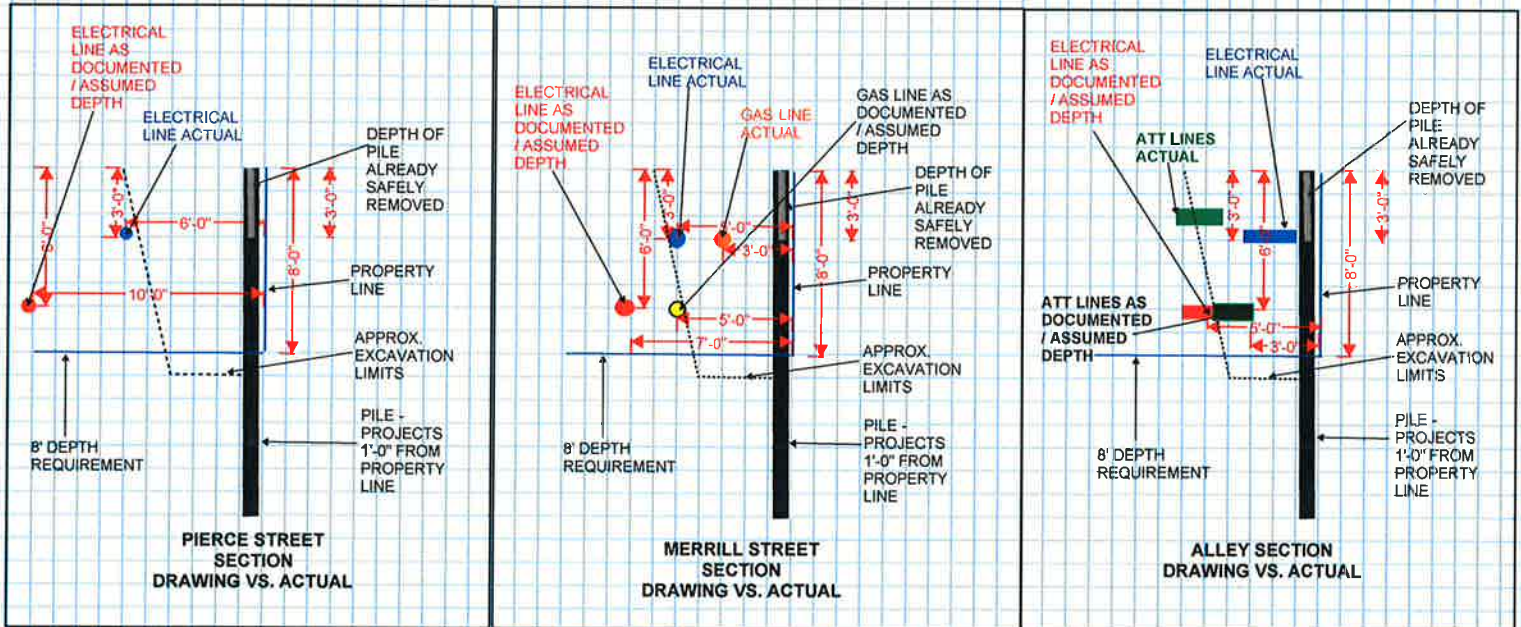 ELECTRICAL
LINE AS
DOCUMENTED
/ ASSUMED
DEPTH
ELECTRICAL
LINE ACTUAL
DEPTH OF
PILE
ALREADY
SAFELY
REMOVED
6'-0"
3'-0"
6'-0"
8'-0"
3'-0"
10'-0"
PROPERTY
LINE
APPROX.
EXCAVATION
LIMITS
8' DEPTH
REQUIREMENT
PILE -
PROJECTS
1'-0" FROM
PROPERTY
LINE
PIERCE STREET
SECTION
DRAWING VS. ACTUAL
ELECTRICAL
LINE ACTUAL
ELECTRICAL
LINE AS
DOCUMENTED
/ ASSUMED
DEPTH
GAS LINE
ACTUAL
GAS LINE AS
DOCUMENTED
/ ASSUMED
DEPTH
DEPTH OF
PILE
ALREADY
SAFELY
REMOVED
6'-0"
3'-0"
3'-0"
8'-0"
3'-0"
5'-0"
7'-0"
PROPERTY
LINE
APPROX.
EXCAVATION
LIMITS
8' DEPTH
REQUIREMENT
PILE -
PROJECTS
1'-0" FROM
PROPERTY
LINE
MERRILL STREET
SECTION
DRAWING VS. ACTUAL
ELECTRICAL
LINE AS
DOCUMENTED
/ ASSUMED
DEPTH
ELECTRICAL
LINE ACTUAL
ATT LINES
ACTUAL
DEPTH OF
PILE
ALREADY
SAFELY
REMOVED
3'-0"
6'-0"
8'-0"
3'-0"
ATT LINES AS
DOCUMENTED
/ ASSUMED
DEPTH
5'-0"
3'-0"
PROPERTY
LINE
APPROX.
EXCAVATION
LIMITS
8' DEPTH
REQUIREMENT
PILE -
PROJECTS
1'-0" FROM
PROPERTY
LINE
ALLEY SECTION
DRAWING VS. ACTUAL